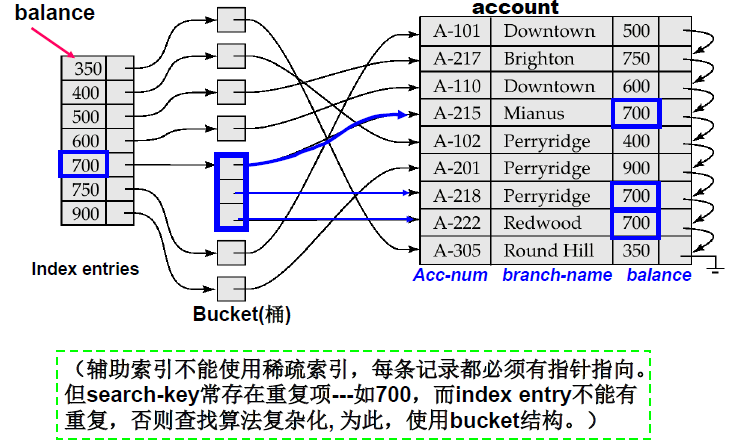 balance
account
350
400
500
600
700
750
900
Index entries
Bucket(桶)
A-101 Downtown 500
A-217 Brighton 750
A-110 Downtown 600
A-215 Mianus 700
A-102 Perryridge 400
A-201 Perryridge 900
A-218 Perryridge 700
A-222 Redwood 700
A-305 Round Hill 350
Acc-num branch-name balance
（辅助索引不能使用稀疏索引，每条记录都必须有指针指向。
但search-key常存在重复项---如700，而index entry不能有
重复，否则查找算法复杂化, 为此，使用bucket结构。）